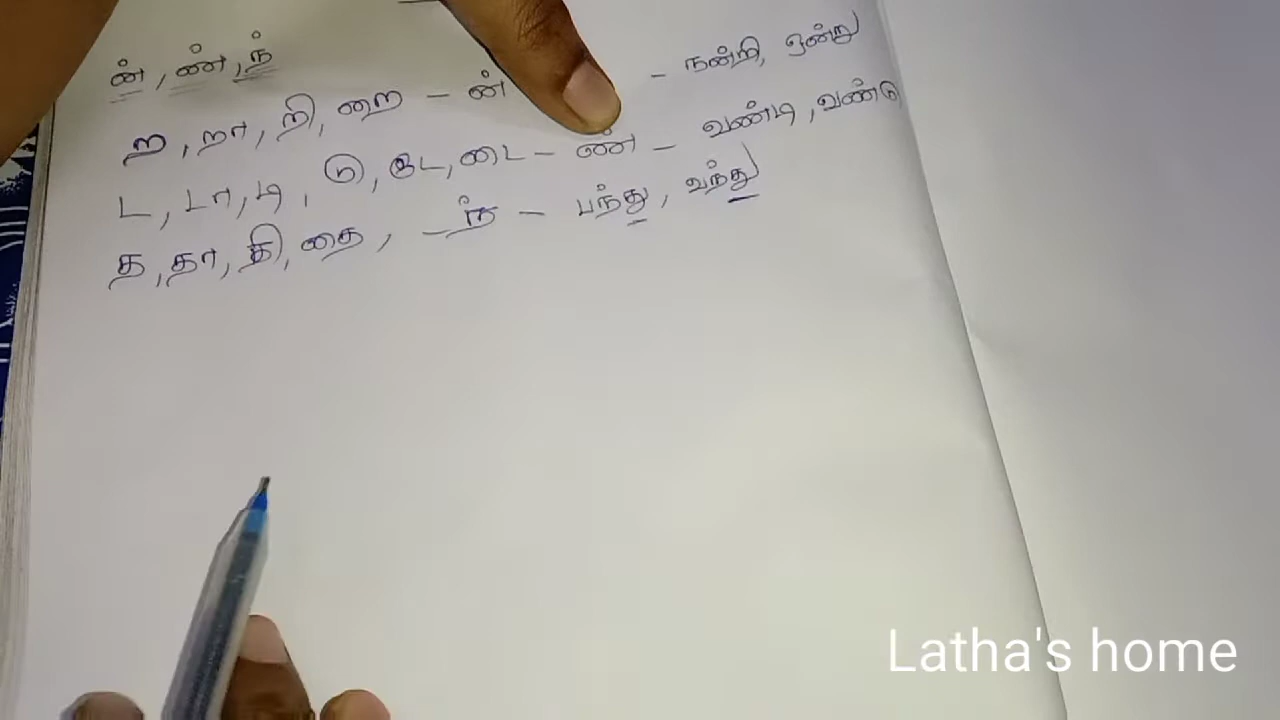 ன் , ண் , ந்
ற , றா , றி , றை – ன் – நன்றி, ஒன்று
ட , டா , டி , டு , டை – ண் – வண்டி , வண்டு
த , தா , தி , தை , – ந் – பந்து , வந்து
Latha's home